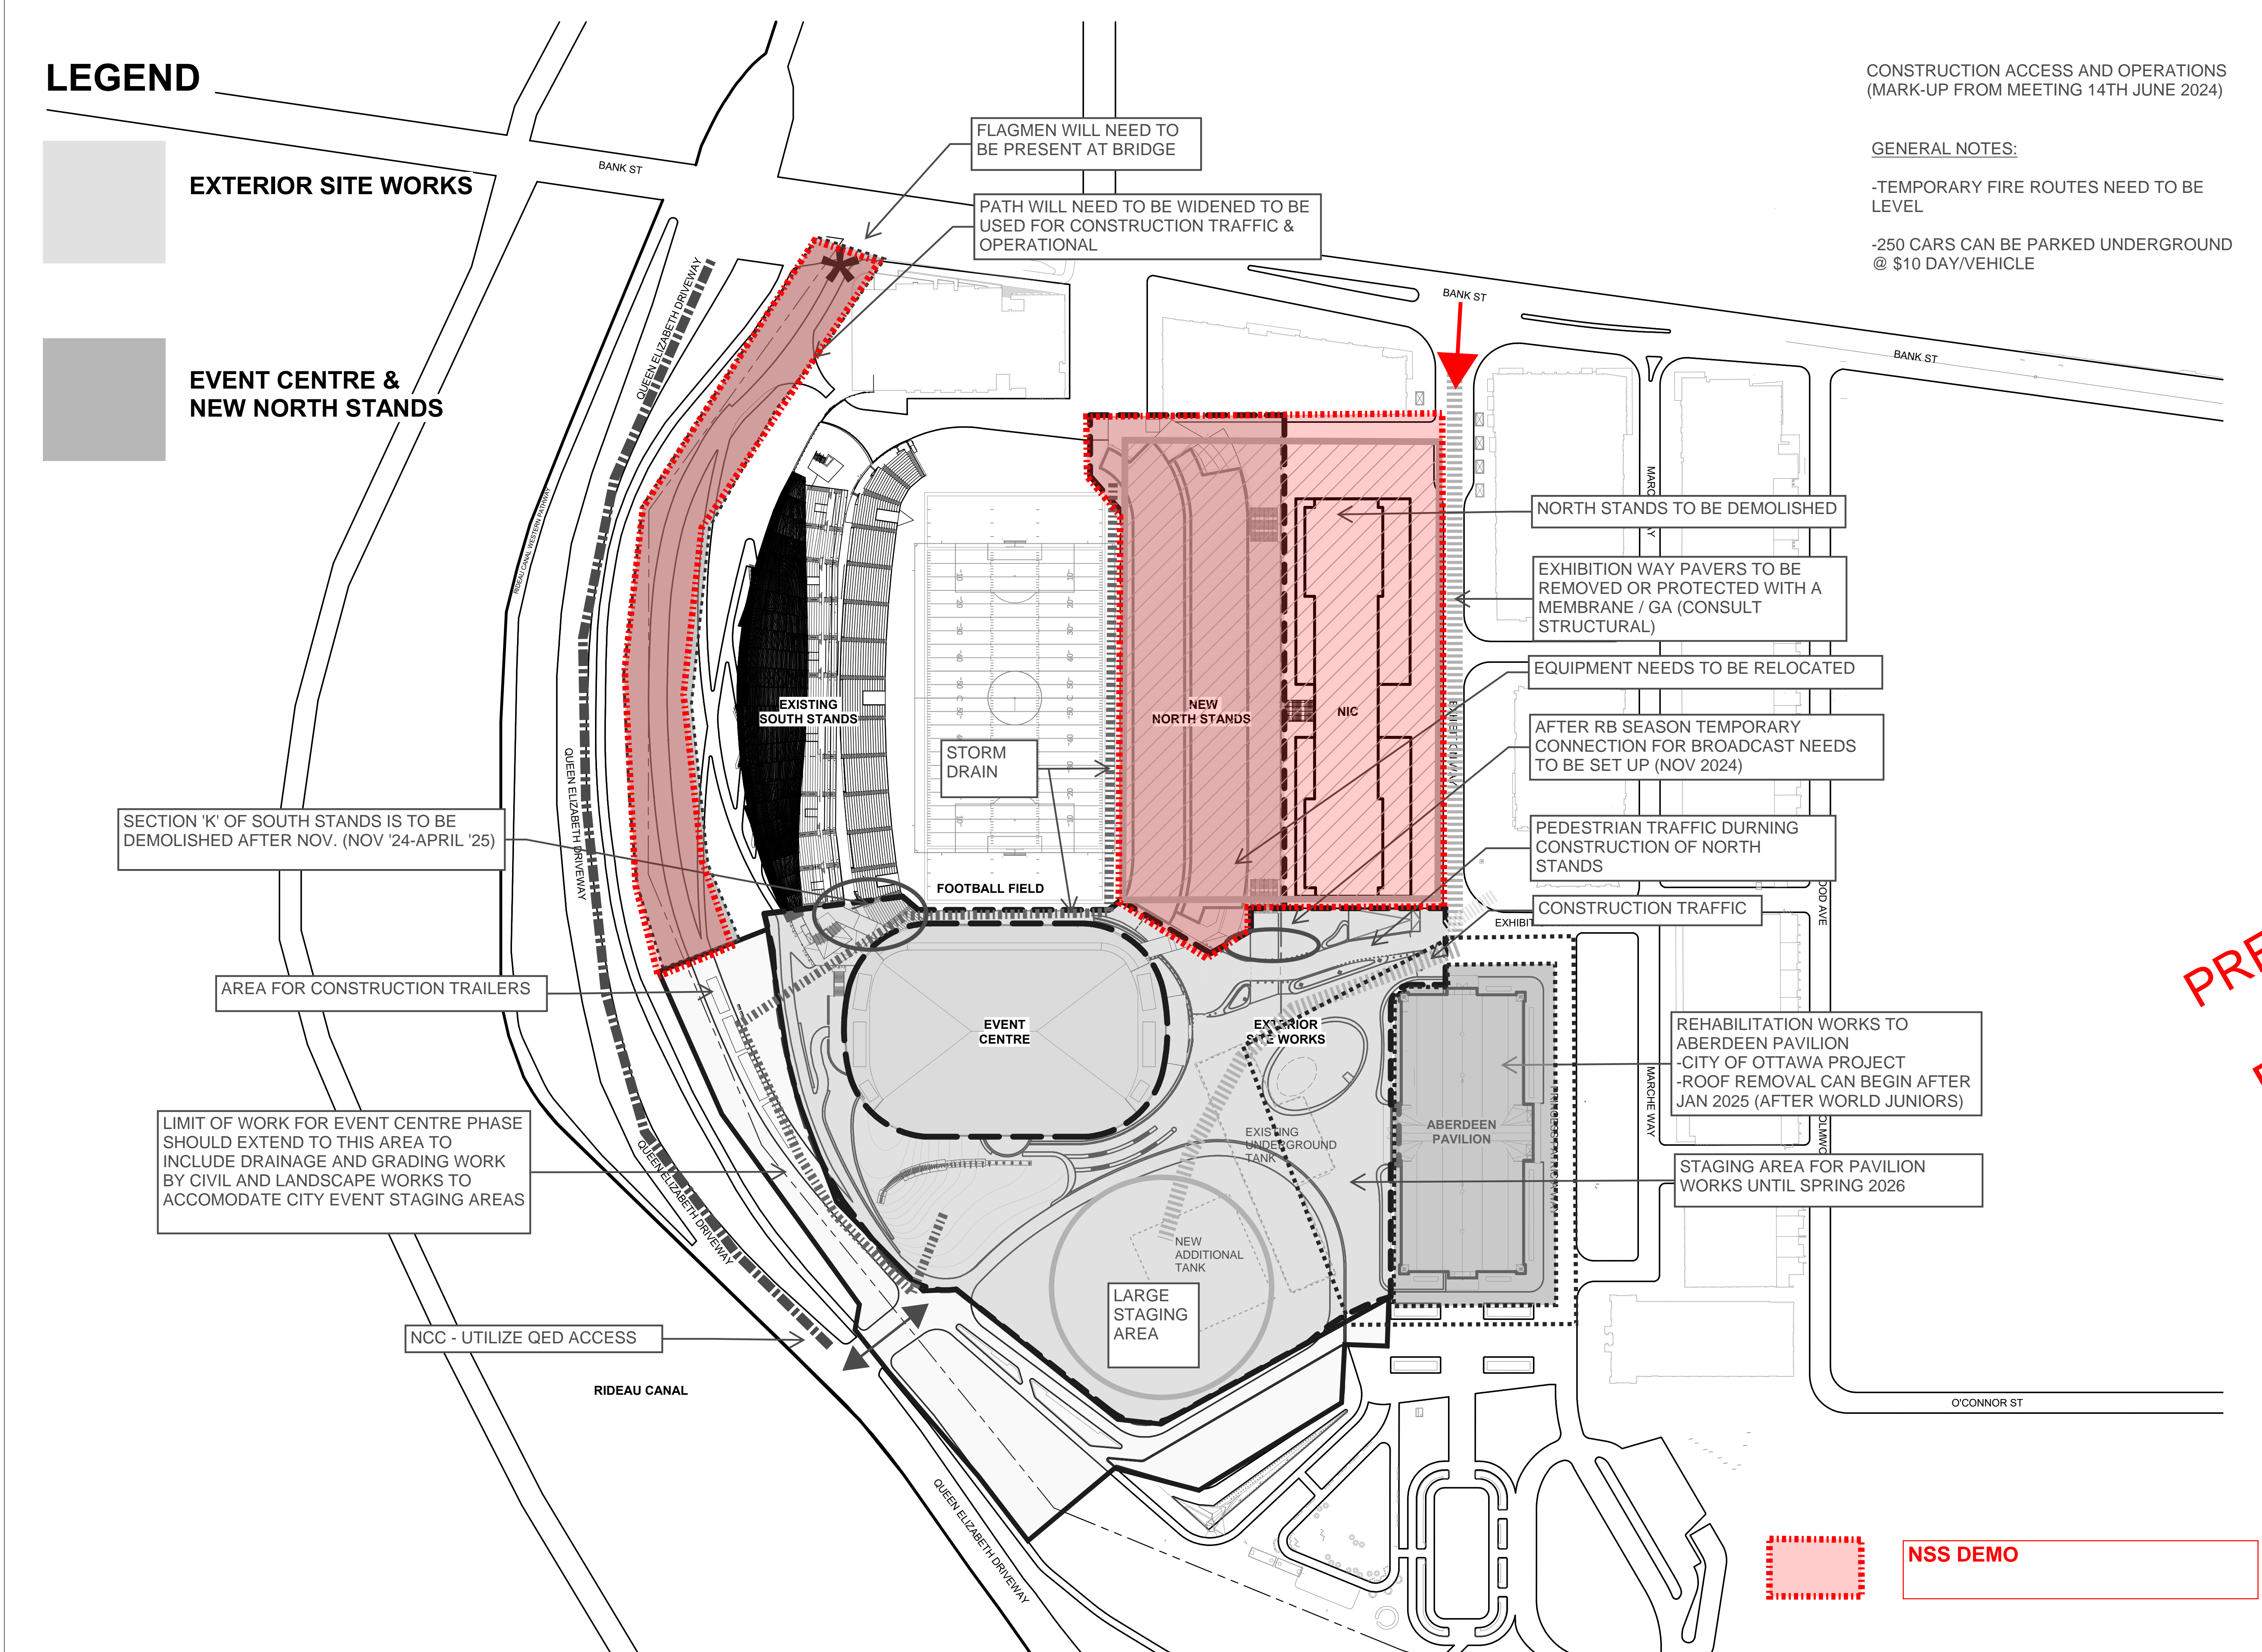 LEGEND
EXTERIOR SITE WORKS
EVENT CENTRE &
NEW NORTH STANDS
CONSTRUCTION ACCESS AND OPERATIONS
(MARK-UP FROM MEETING 14TH JUNE 2024)
GENERAL NOTES:
-TEMPORARY FIRE ROUTES NEED TO BE
LEVEL
-250 CARS CAN BE PARKED UNDERGROUND
@ $10 DAY/VEHICLE
FLAGMEN WILL NEED TO
BE PRESENT AT BRIDGE
PATH WILL NEED TO BE WIDENED TO BE
USED FOR CONSTRUCTION TRAFFIC &
OPERATIONAL
BANK ST
BANK ST
BANK ST
QUEEN ELIZABETH DRIVEWAY
RIDEAU CANAL WESTERN PATHWAY
NORTH STANDS TO BE DEMOLISHED
EXHIBITION WAY PAVERS TO BE
REMOVED OR PROTECTED WITH A
MEMBRANE / GA (CONSULT
STRUCTURAL)
EQUIPMENT NEEDS TO BE RELOCATED
AFTER RB SEASON TEMPORARY
CONNECTION FOR BROADCAST NEEDS
TO BE SET UP (NOV 2024)
PEDESTRIAN TRAFFIC DURNING
CONSTRUCTION OF NORTH
STANDS
CONSTRUCTION TRAFFIC
EXISTING
SOUTH STANDS
NEW
NORTH STANDS
NIC
STORM
DRAIN
FOOTBALL FIELD
SECTION 'K' OF SOUTH STANDS IS TO BE
DEMOLISHED AFTER NOV. (NOV '24-APRIL '25)
QUEEN ELIZABETH DRIVEWAY
AREA FOR CONSTRUCTION TRAILERS
EVENT
CENTRE
EXTERIOR
SITE WORKS
EXISTING
UNDERGROUND
TANK
NEW
ADDITIONAL
TANK
LARGE
STAGING
AREA
ABERDEEN
PAVILION
MARCHE WAY
REHABILITATION WORKS TO
ABERDEEN PAVILION
-CITY OF OTTAWA PROJECT
-ROOF REMOVAL CAN BEGIN AFTER
JAN 2025 (AFTER WORLD JUNIORS)
STAGING AREA FOR PAVILION
WORKS UNTIL SPRING 2026
LIMIT OF WORK FOR EVENT CENTRE PHASE
SHOULD EXTEND TO THIS AREA TO
INCLUDE DRAINAGE AND GRADING WORK
BY CIVIL AND LANDSCAPE WORKS TO
ACCOMODATE CITY EVENT STAGING AREAS
QUEEN ELIZABETH DRIVEWAY
NCC - UTILIZE QED ACCESS
RIDEAU CANAL
QUEEN ELIZABETH DRIVEWAY
O'CONNOR ST
NSS DEMO